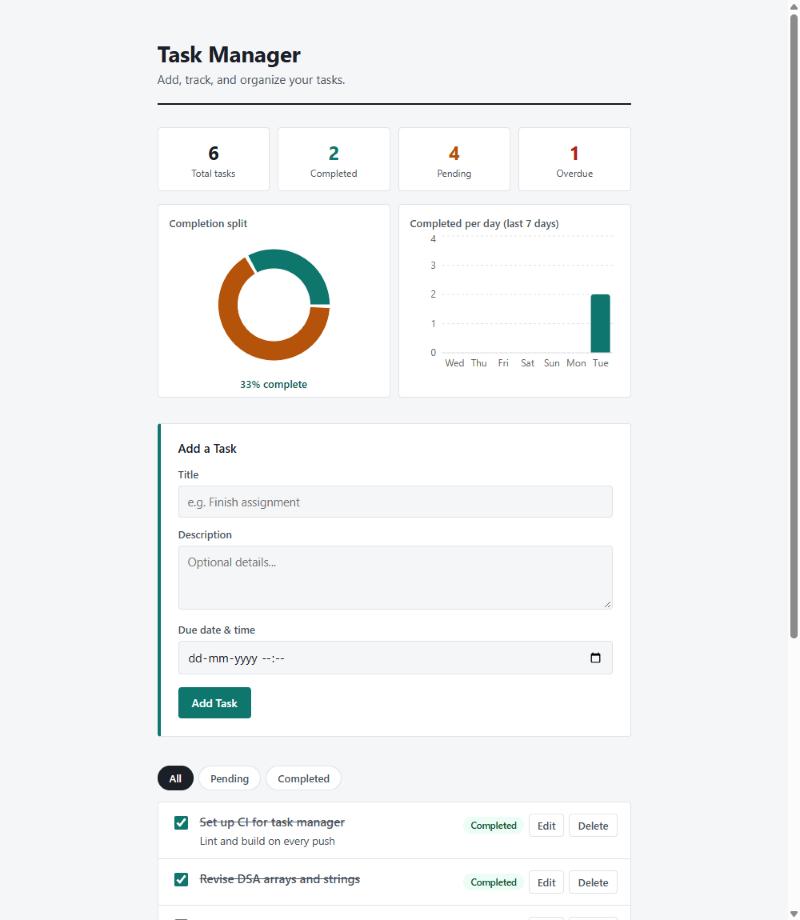 Task Manager
Add, track, and organize your tasks.
6
Total tasks
2
Completed
4
Pending
1
Overdue
Completion split
33% complete
Completed per day (last 7 days)
4
3
2
1
0
Wed Thu Fri Sat Sun Mon Tue
Add a Task
Title
e.g. Finish assignment
Description
Optional details...
Due date & time
dd-mm-yyyy --:--
Add Task
All Pending Completed
Set up CI for task manager Completed Edit Delete
Lint and build on every push
Revise DSA arrays and strings Completed Edit Delete